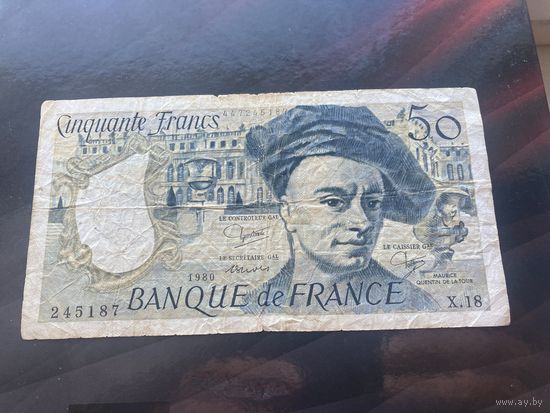 Cinquante Francs
50
LE CONTROLEUR GAL
LE CAISSIER GAL
LE SECRÉTAIRE GAL
1980
MAURICE
QUENTIN DE LA TOUR
245187
BANQUE de FRANCE
X.18
www.ay.by